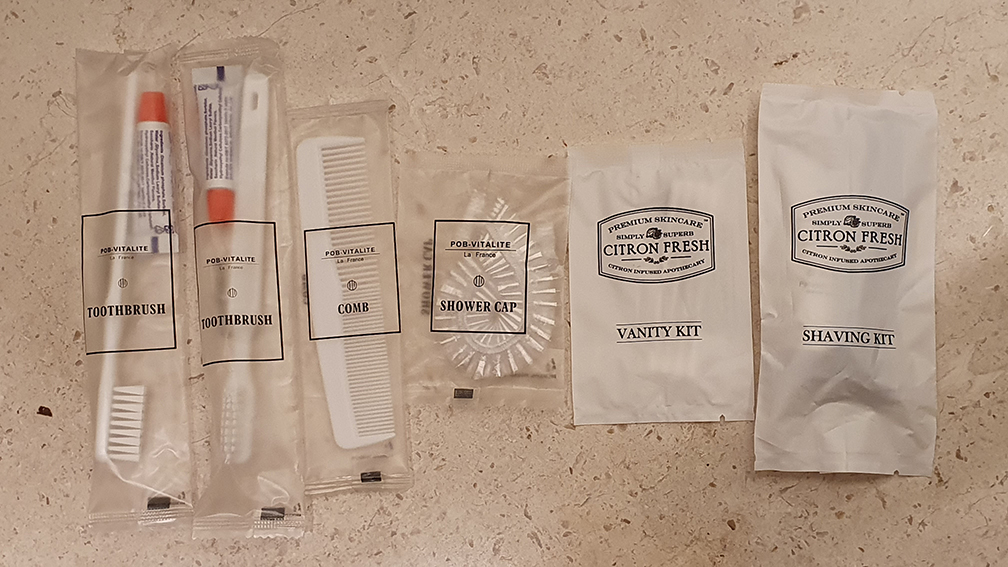 POB-VITALITE
La France
TOOTHBRUSH
POB-VITALITE
La France
TOOTHBRUSH
POB-VITALITE
La France
COMB
POB-VITALITE
La France
SHOWER CAP
PREMIUM SKINCARE
SIMPLY SUPERB
CITRON FRESH
CITRON INFUSED APOTHECARY
VANITY KIT
PREMIUM SKINCARE
SIMPLY SUPERB
CITRON FRESH
CITRON INFUSED APOTHECARY
SHAVING KIT